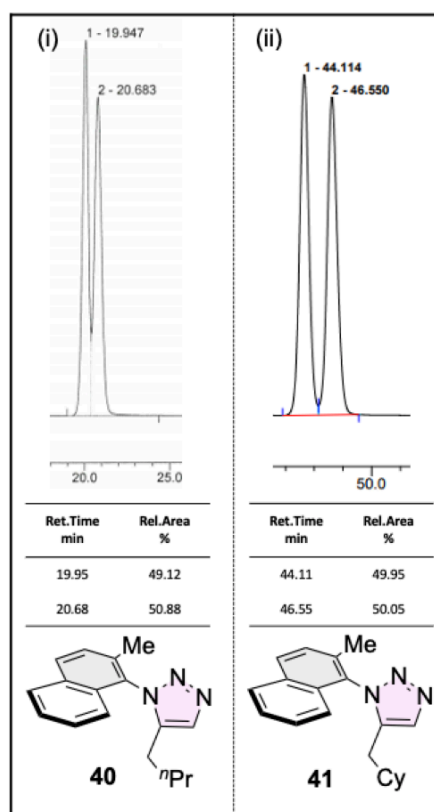 (i)
1 - 19.947
2 - 20.683
20.0 25.0
Ret.Time Rel.Area
min %
19.95 49.12
20.68 50.88
Me
N
N
N
nPr
40
(ii)
1 - 44.114
2 - 46.550
50.0
Ret.Time Rel.Area
min %
44.11 49.95
46.55 50.05
Me
N
N
N
Cy
41